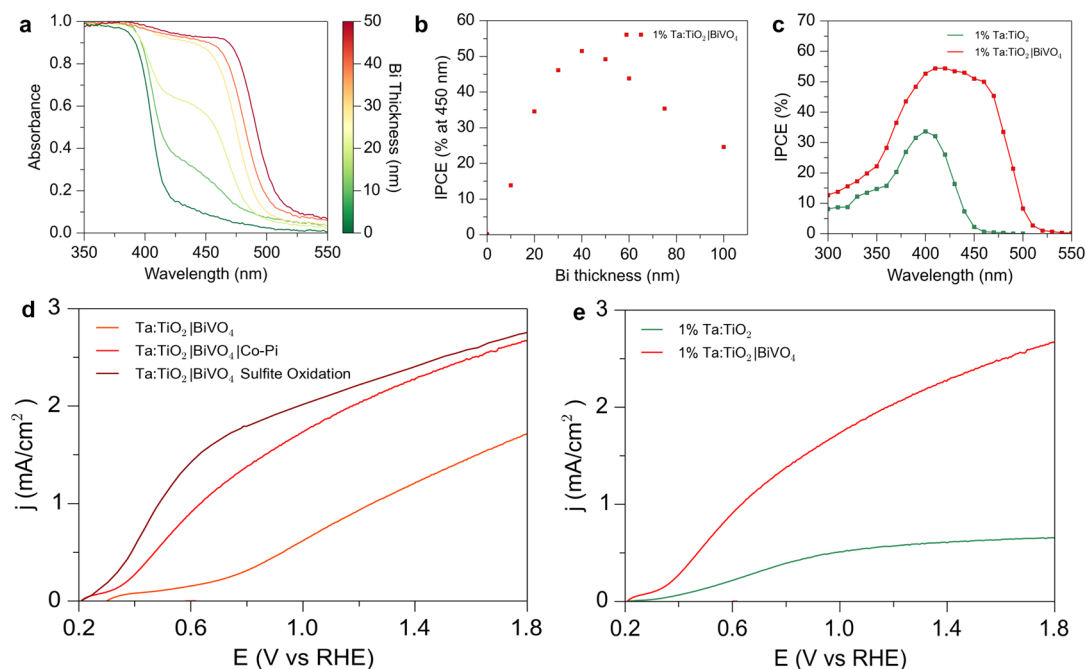 a
Absorbance
1.0
0.8
0.6
0.4
0.2
0.0
350
400
450
500
550
Wavelength (nm)
50
40
30
20
10
0
Bi Thickness (nm)
b
1% Ta:TiO₂|BiVO₄
IPCE (% at 450 nm)
60
50
40
30
20
10
0
0
20
40
60
80
100
Bi thickness (nm)
c
1% Ta:TiO₂
1% Ta:TiO₂|BiVO₄
IPCE (%)
70
60
50
40
30
20
10
0
300
350
400
450
500
550
Wavelength (nm)
d
Ta:TiO₂|BiVO₄
Ta:TiO₂|BiVO₄|Co-Pi
Ta:TiO₂|BiVO₄ Sulfite Oxidation
j (mA/cm²)
3
2
1
0
0.2
0.6
1.0
1.4
1.8
E (V vs RHE)
e
1% Ta:TiO₂
1% Ta:TiO₂|BiVO₄
j (mA/cm²)
3
2
1
0
0.2
0.6
1.0
1.4
1.8
E (V vs RHE)